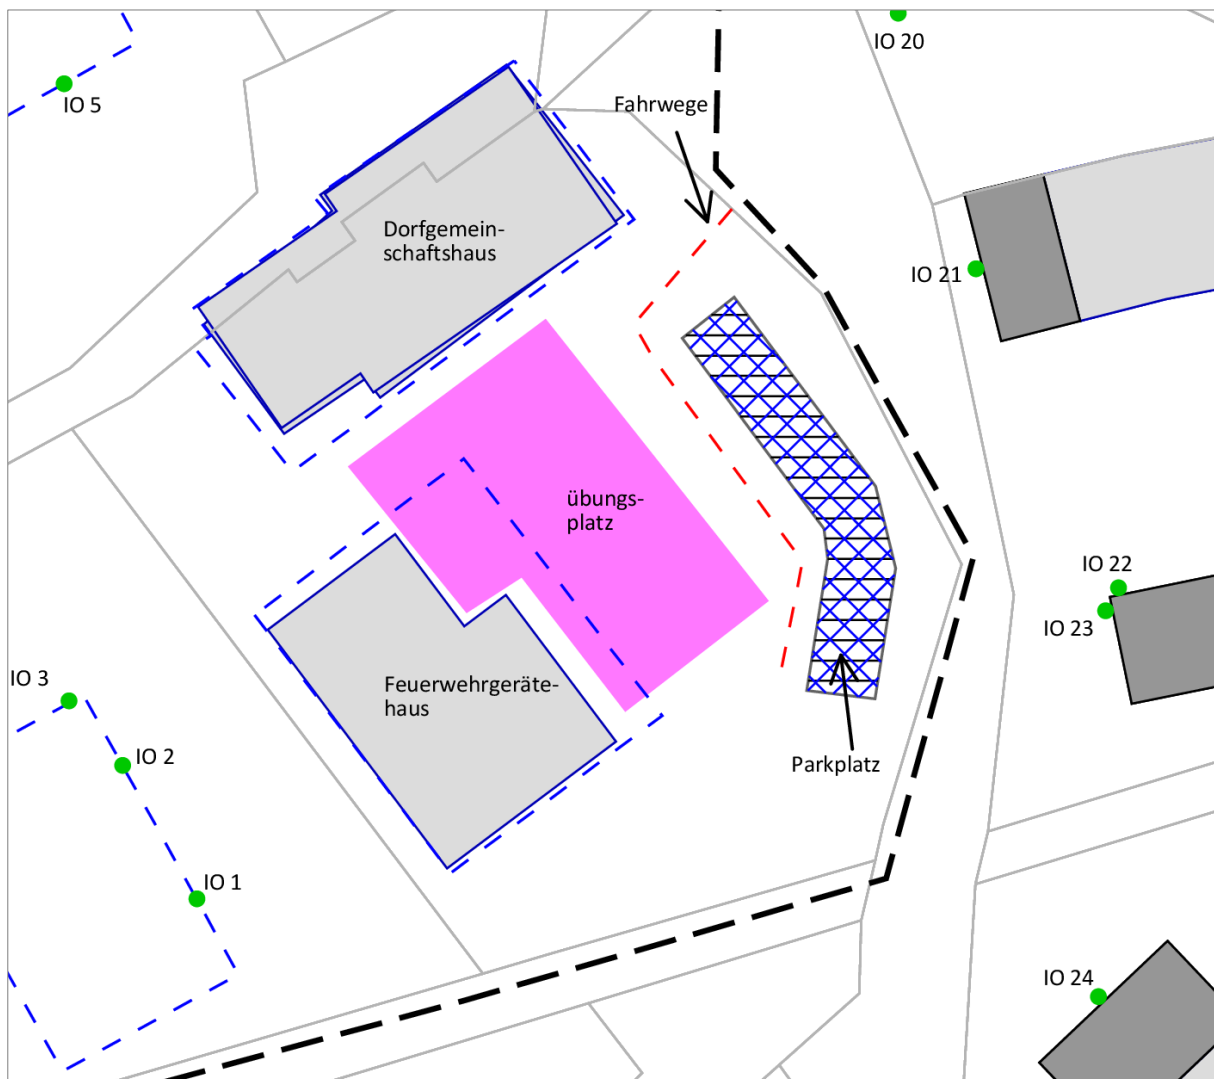 IO 20
IO 5
Fahrwege
Dorfgemein-
schaftshaus
IO 21
übungs-
platz
IO 22
IO 23
IO 3
Feuerwehrgeräte-
haus
IO 2
Parkplatz
IO 1
IO 24